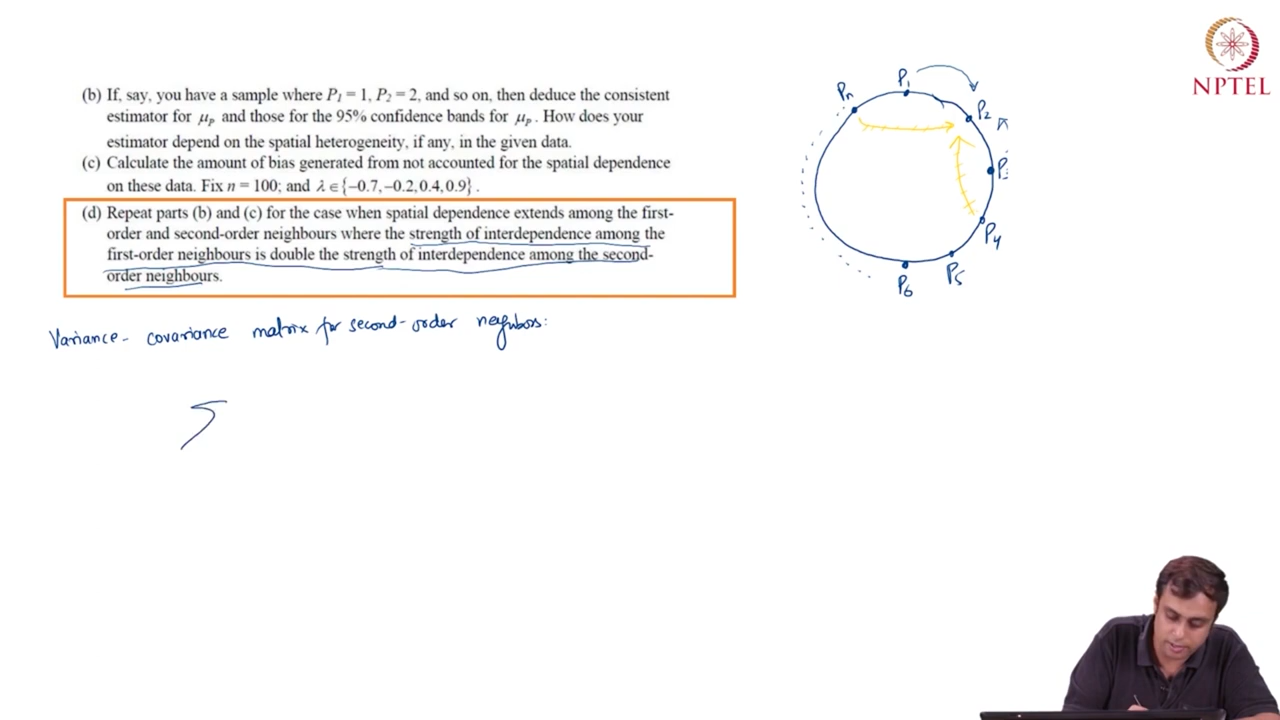 (b) If, say, you have a sample where P₁ = 1, P₂ = 2, and so on, then deduce the consistent
estimator for μₚ and those for the 95% confidence bands for μₚ. How does your
estimator depend on the spatial heterogeneity, if any, in the given data.
(c) Calculate the amount of bias generated from not accounted for the spatial dependence
on these data. Fix n = 100; and λ ∈ {−0.7, −0.2, 0.4, 0.9}.
(d) Repeat parts (b) and (c) for the case when spatial dependence extends among the first-
order and second-order neighbours where the strength of interdependence among the
first-order neighbours is double the strength of interdependence among the second-
order neighbours.
Variance- covariance matrix for second-order neighbors:
P₁
P₂
P₄
P₅
P₆
Pₙ
NPTEL